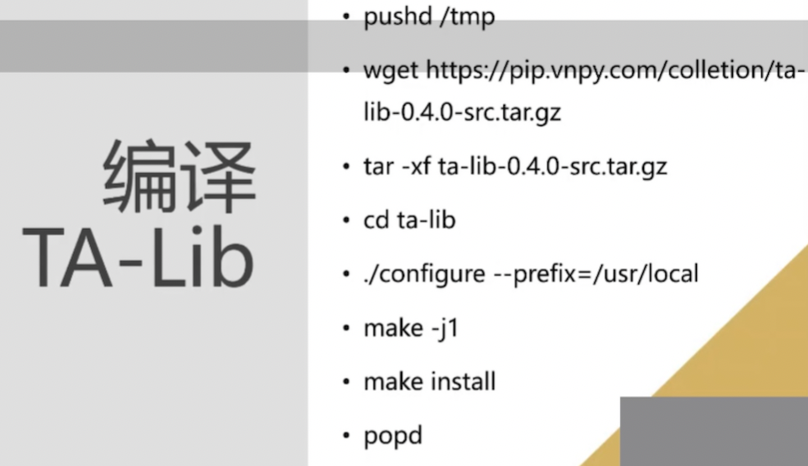 编译
TA-Lib
• pushd /tmp
• wget https://pip.vnpy.com/colletion/ta-
lib-0.4.0-src.tar.gz
• tar -xf ta-lib-0.4.0-src.tar.gz
• cd ta-lib
• ./configure --prefix=/usr/local
• make -j1
• make install
• popd